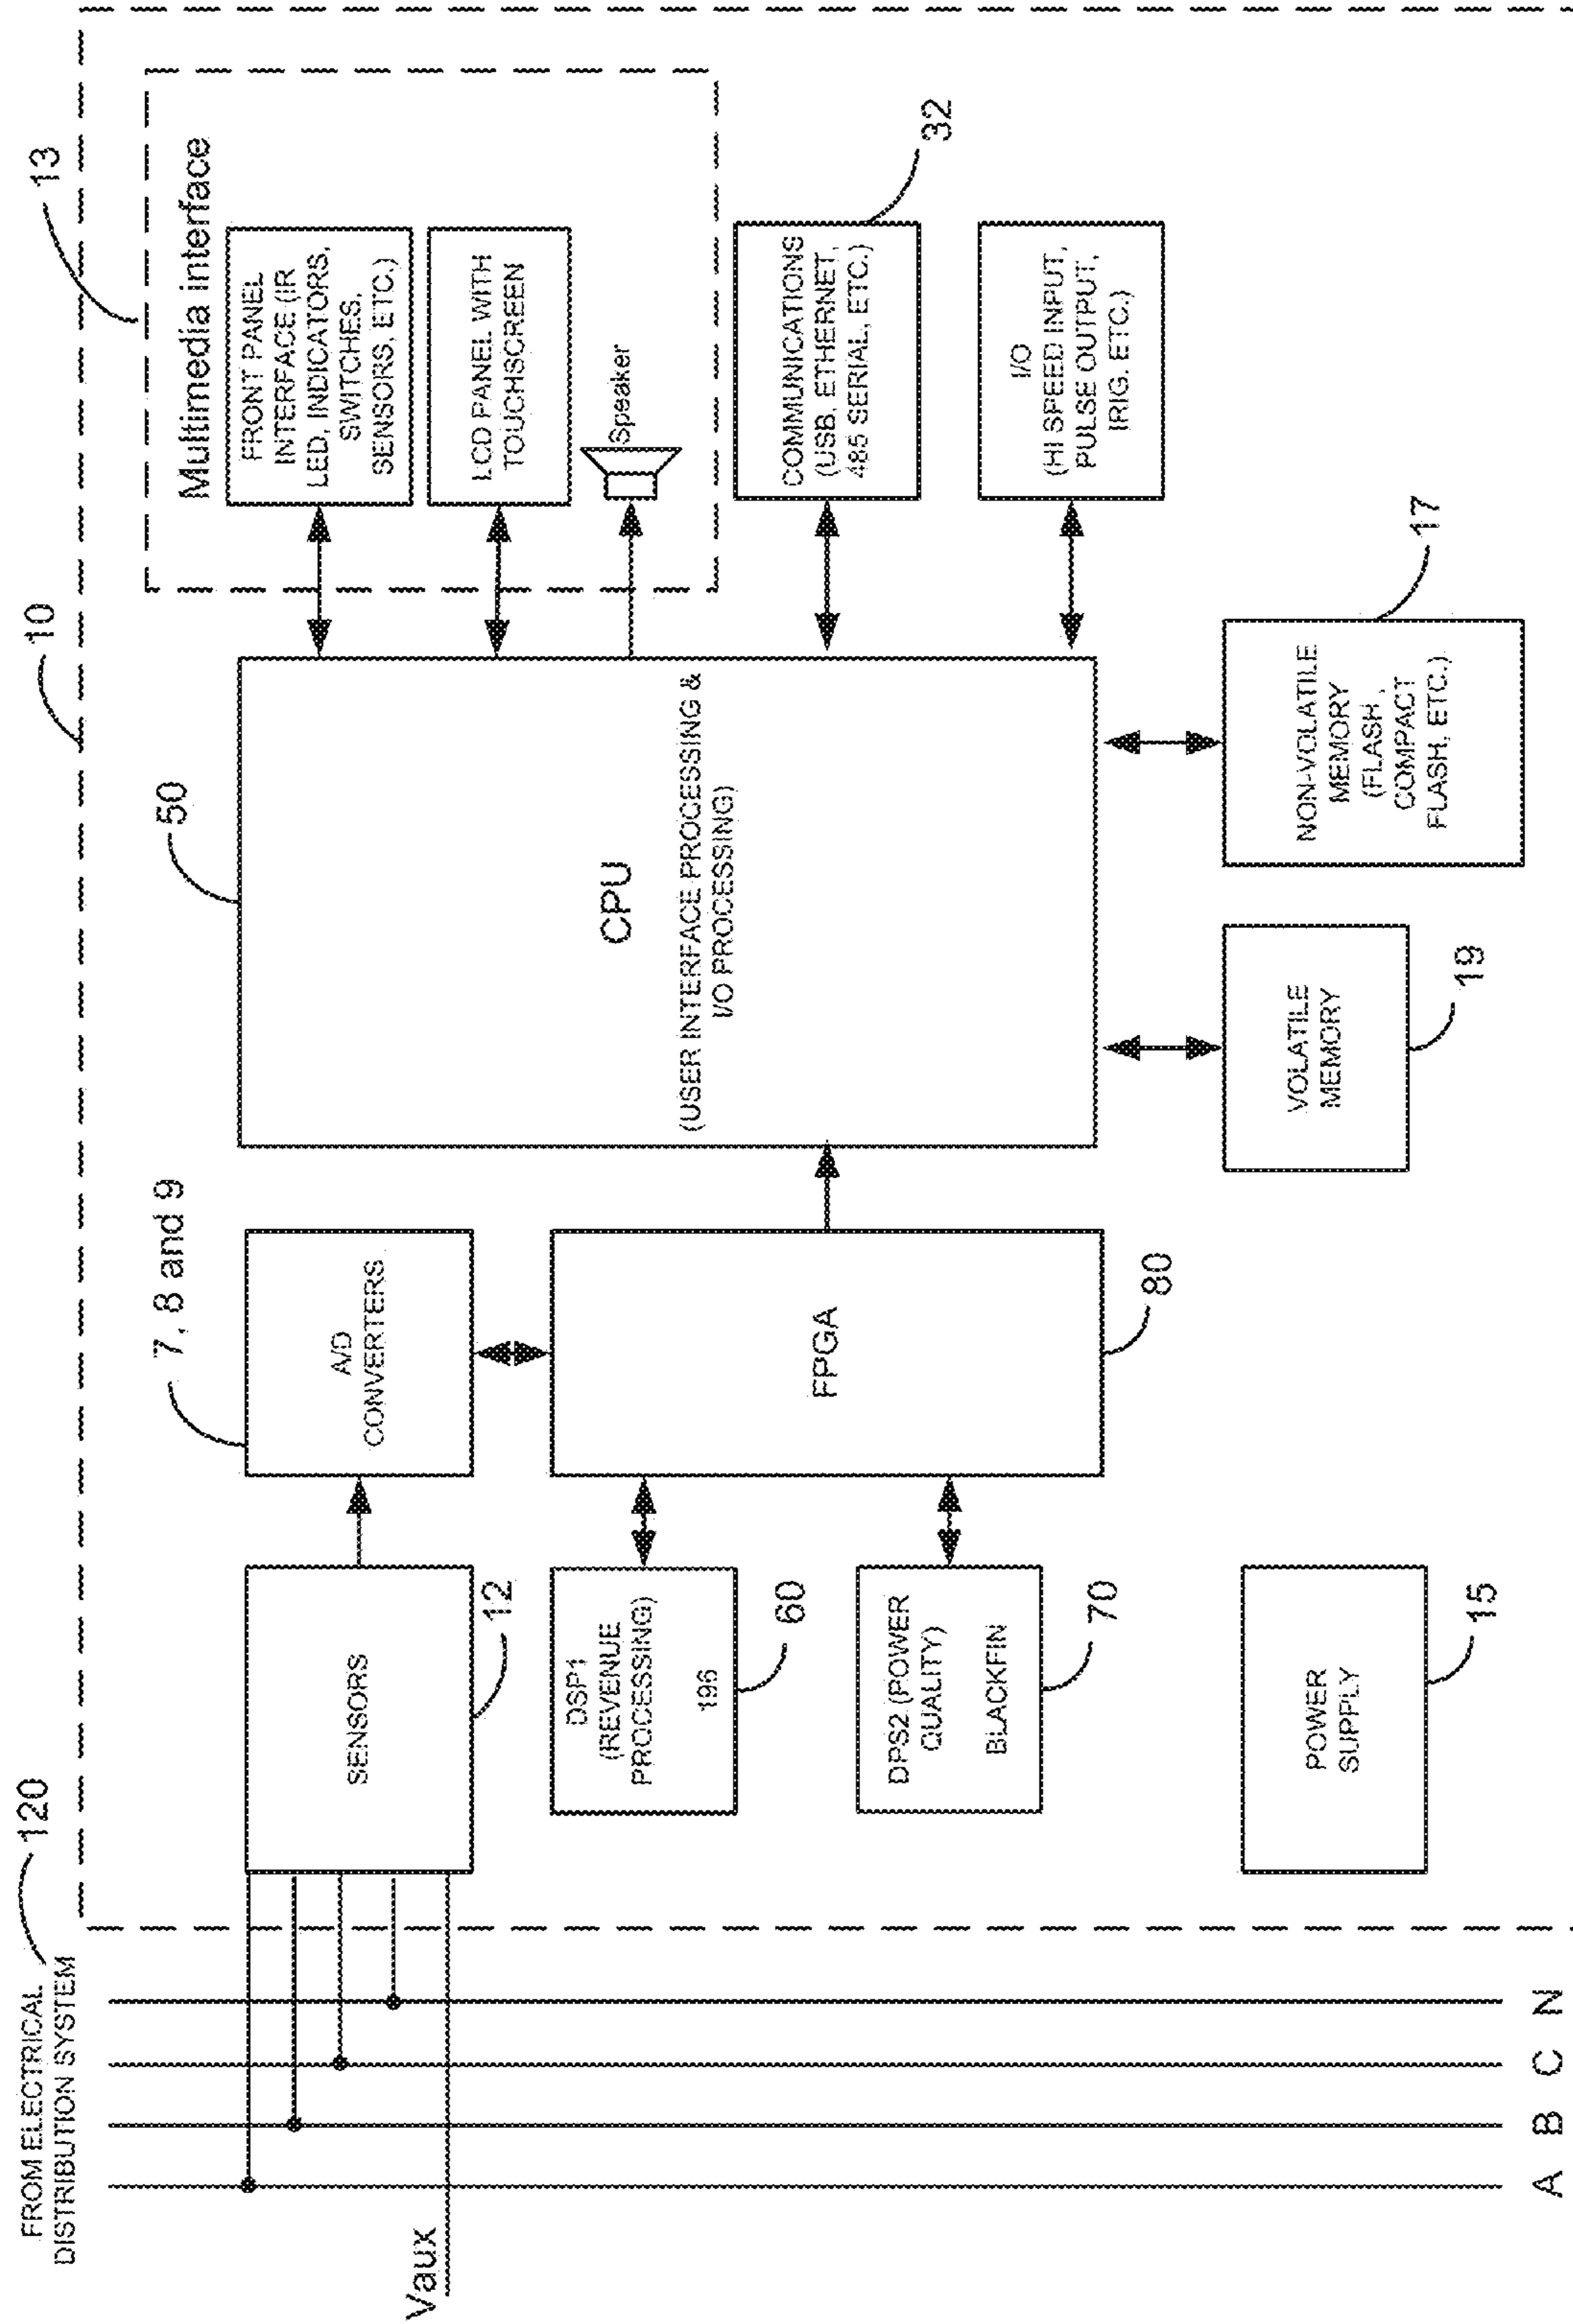 FROM ELECTRICAL
DISTRIBUTION SYSTEM
120
10
13
Vaux
A
B
C
N
SENSORS
12
7, 8 and 9
A/D
CONVERTERS
50
CPU
(USER INTERFACE PROCESSING &
I/O PROCESSING)
Multimedia interface
FRONT PANEL
INTERFACE (IR
LED, INDICATORS,
SWITCHES,
SENSORS, ETC.)
LCD PANEL WITH
TOUCHSCREEN
Speaker
DSP1
(REVENUE
PROCESSING)
196
60
FPGA
80
DPS2 (POWER
QUALITY)
BLACKFIN
70
COMMUNICATIONS
(USB, ETHERNET,
485 SERIAL, ETC.)
32
I/O
(HI SPEED INPUT,
PULSE OUTPUT,
IRIG, ETC.)
POWER
SUPPLY
15
VOLATILE
MEMORY
19
NON-VOLATILE
MEMORY
(FLASH,
COMPACT
FLASH, ETC.)
17